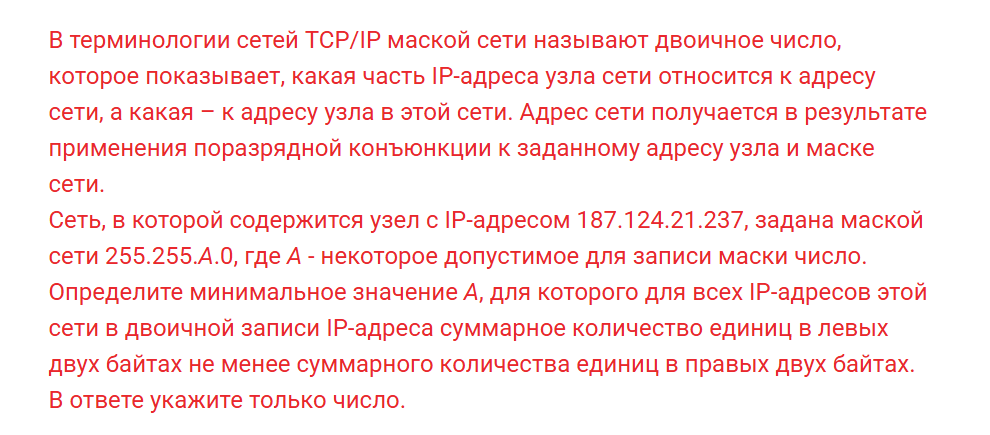 В терминологии сетей TCP/IP маской сети называют двоичное число,
которое показывает, какая часть IP-адреса узла сети относится к адресу
сети, а какая – к адресу узла в этой сети. Адрес сети получается в результате
применения поразрядной конъюнкции к заданному адресу узла и маске
сети.
Сеть, в которой содержится узел с IP-адресом 187.124.21.237, задана маской
сети 255.255.A.0, где A - некоторое допустимое для записи маски число.
Определите минимальное значение A, для которого для всех IP-адресов этой
сети в двоичной записи IP-адреса суммарное количество единиц в левых
двух байтах не менее суммарного количества единиц в правых двух байтах.
В ответе укажите только число.